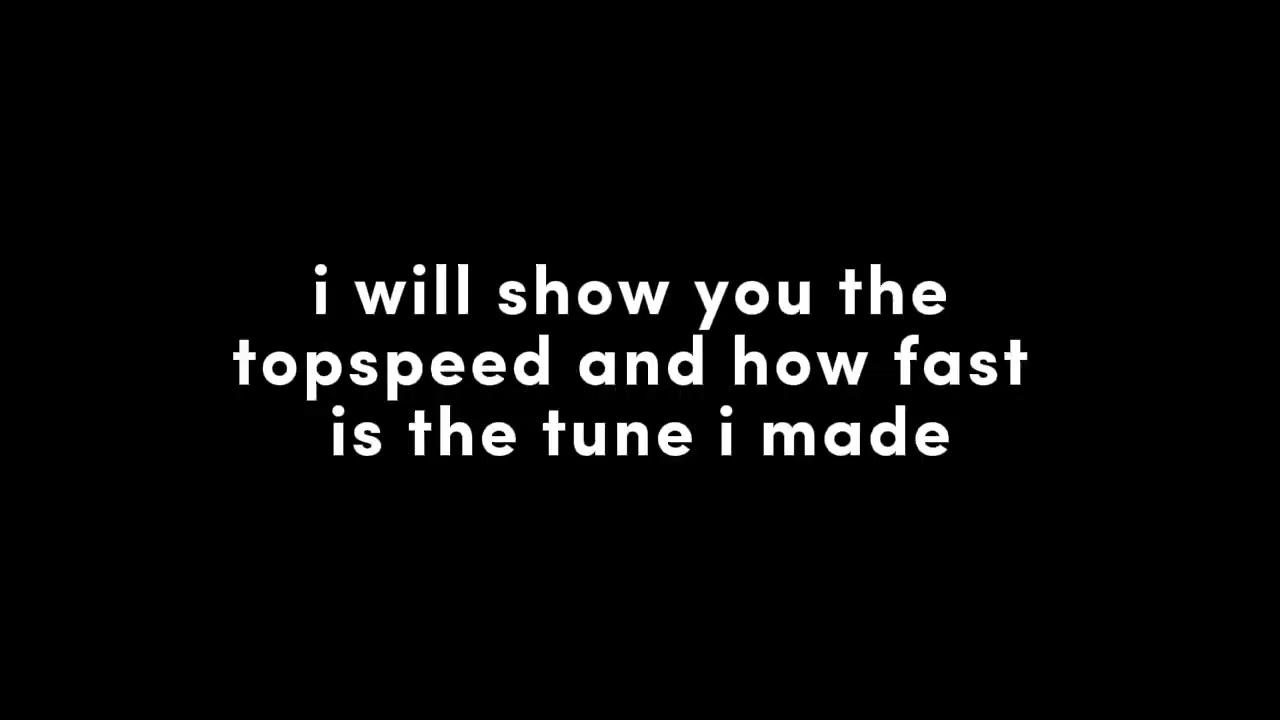 i will show you the
topspeed and how fast
is the tune i made